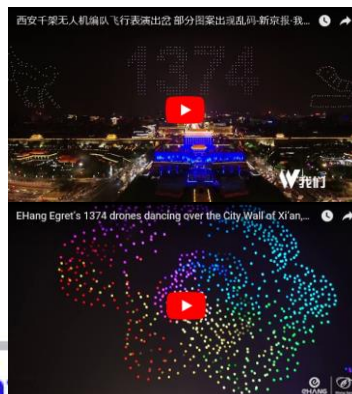 西安千架无人机编队飞行表演出岔 部分图案出现乱码-新京报·我...
1374
W我们
EHang Egret's 1374 drones dancing over the City Wall of Xi'an,...
EHANG